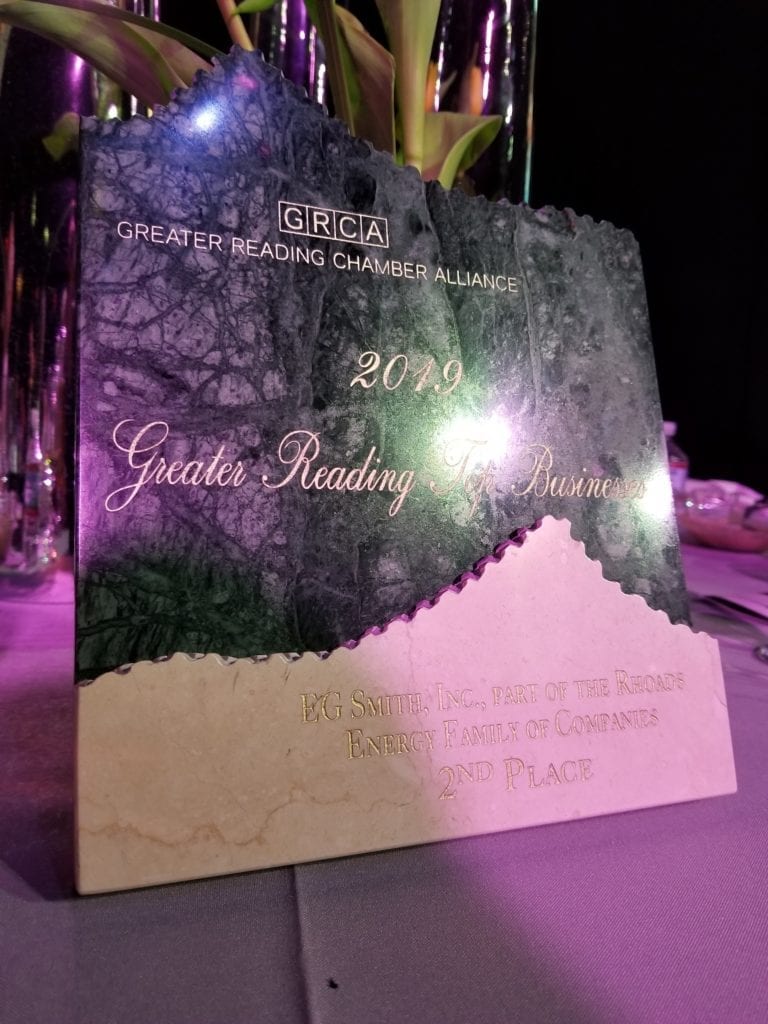 GRCA
GREATER READING CHAMBER ALLIANCE
2019
Greater Reading Top Businesses
EG SMITH, INC., PART OF THE RHOADS
ENERGY FAMILY OF COMPANIES
2ND PLACE